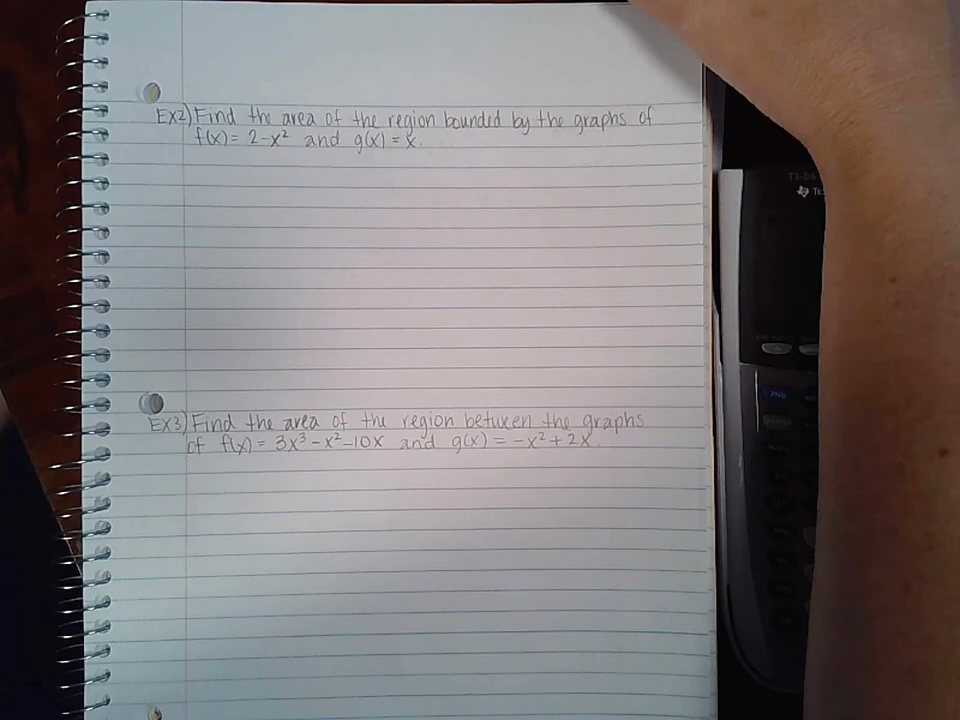 Ex2) Find the area of the region bounded by the graphs of
f(x) = 2-x² and g(x) = x.
Ex3) Find the area of the region between the graphs
of f(x) = 3x³-x²-10x and g(x) = -x²+2x.